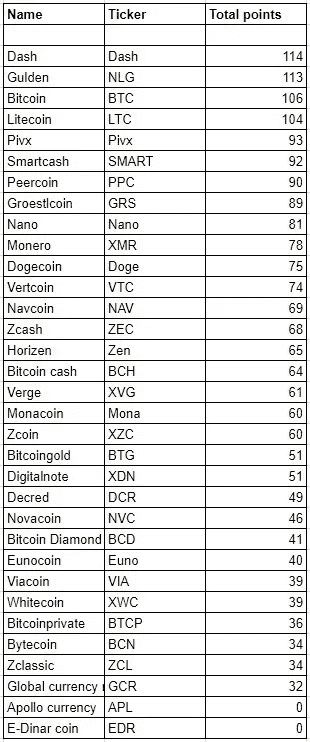 Name Ticker Total points
Dash Dash 114
Gulden NLG 113
Bitcoin BTC 106
Litecoin LTC 104
Pivx Pivx 93
Smartcash SMART 92
Peercoin PPC 90
Groestlcoin GRS 89
Nano Nano 81
Monero XMR 78
Dogecoin Doge 75
Vertcoin VTC 74
Navcoin NAV 69
Zcash ZEC 68
Horizen Zen 65
Bitcoin cash BCH 64
Verge XVG 61
Monacoin Mona 60
Zcoin XZC 60
Bitcoingold BTG 51
Digitalnote XDN 51
Decred DCR 49
Novacoin NVC 46
Bitcoin Diamond BCD 41
Eunocoin Euno 40
Viacoin VIA 39
Whitecoin XWC 39
Bitcoinprivate BTCP 36
Bytecoin BCN 34
Zclassic ZCL 34
Global currency GCR 32
Apollo currency APL 0
E-Dinar coin EDR 0